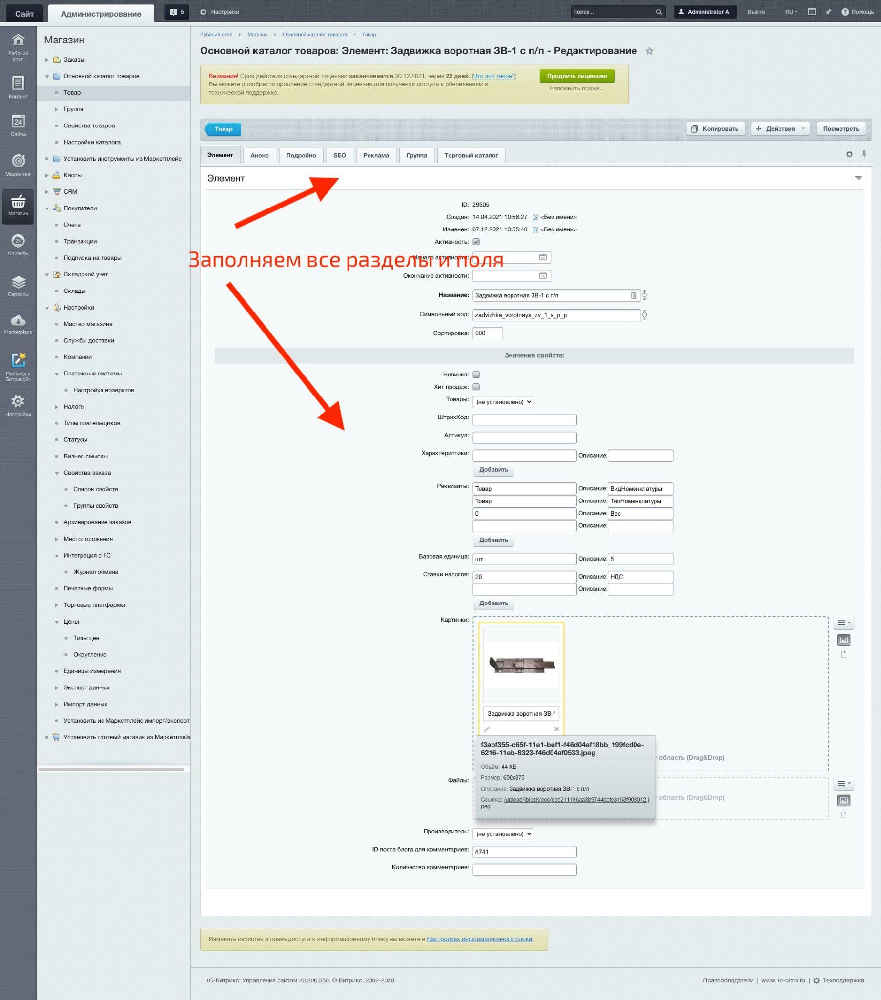 Сайт
Администрирование
5
Настройки
поиск...
Administrator A
Выйти
RU
Помощь
Рабочий стол
Контент
24
Сайты
Маркетинг
Магазин
24
Клиенты
Сервисы
Marketplace
Переход в Битрикс24
Настройки
Магазин
Заказы
Основной каталог товаров
Товар
Группа
Свойства товаров
Настройки каталога
Установить инструменты из Маркетплейс
Кассы
CRM
Покупатели
Счета
Транзакции
Подписка на товары
Складской учет
Склады
Настройки
Мастер магазина
Службы доставки
Компании
Платежные системы
Настройка возвратов
Налоги
Типы плательщиков
Статусы
Бизнес смыслы
Свойства заказа
Список свойств
Группы свойств
Архивирование заказов
Местоположения
Интеграция с 1С
Журнал обмена
Печатные формы
Торговые платформы
Цены
Типы цен
Округление
Единицы измерения
Экспорт данных
Импорт данных
Установить из Маркетплейс импорт/экспорт
Установить готовый магазин из Маркетплейс
Рабочий стол Магазин Основной каталог товаров Товар
Основной каталог товаров: Элемент: Задвижка воротная ЗВ-1 с п/п - Редактирование
Внимание! Срок действия стандартной лицензии заканчивается 30.12.2021, через 22 дней. (Что это такое?)
Вы можете приобрести продление стандартной лицензии для получения доступа к обновлениям и
технической поддержке.
Продлить лицензию
Напомнить позже...
Товар
Копировать
Действия
Посмотреть
Элемент Анонс Подробно SEO Реклама Группа Торговый каталог
Элемент
ID: 29505
Создан: 14.04.2021 10:56:27 [3] <Без имени>
Изменен: 07.12.2021 13:55:40 [3] <Без имени>
Активность:
Заполняем все разделы и поля
Начало активности:
Окончание активности:
Название: Задвижка воротная ЗВ-1 с п/п
Символьный код: zadvizhka_vorotnaya_zv_1_s_p_p
Сортировка: 500
Значения свойств:
Новинка:
Хит продаж:
Товары: (не установлено)
ШтрихКод:
Артикул:
Характеристики: Описание:
Добавить
Реквизиты: Товар Описание: ВидНоменклатуры
Товар Описание: ТипНоменклатуры
0 Описание: Вес
Описание:
Добавить
Базовая единица: шт Описание: 5
Ставки налогов: 20 Описание: НДС
Описание:
Добавить
Картинки:
Задвижка воротная ЗВ-
f3abf355-c65f-11e1-bef1-f46d04af18bb_199fcd0e-
6216-11eb-8323-f46d04af0533.jpeg
область (Drag&Drop)
Объём: 44 КБ
Размер: 600x375
Описание: Задвижка воротная ЗВ-1 с п/п
Ссылка: /upload/iblock/ccc/ccc211186aa3b9744ccfe8153f908012.j
peg
Файлы:
область (Drag&Drop)
Производитель: (не установлено)
ID поста блога для комментариев: 8741
Количество комментариев:
Изменить свойства и права доступа к информационному блоку вы можете в Настройках информационного блока.
1С-Битрикс: Управление сайтом 20.200.550. © Битрикс, 2002-2020
Правообладатели | www.1c-bitrix.ru | Техподдержка